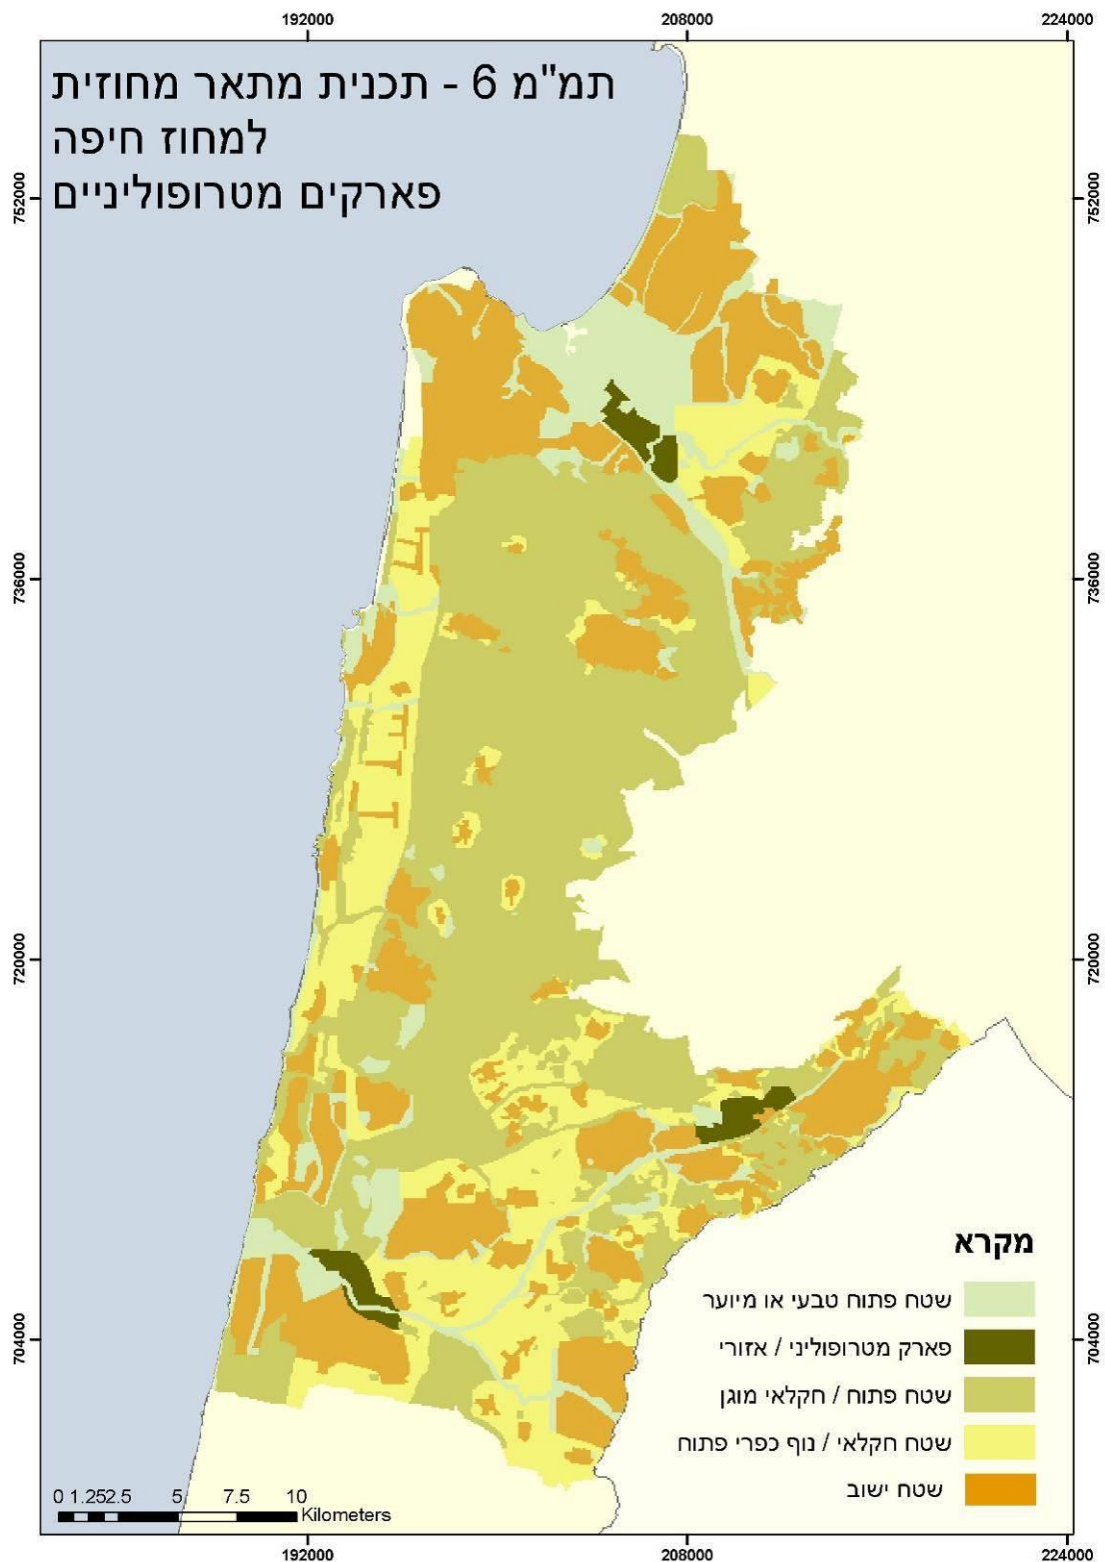 192000 208000 224000
תמ"מ 6 - תכנית מתאר מחוזית
למחוז חיפה
פארקים מטרופוליניים
752000 752000
736000 736000
720000 720000
מקרא
שטח פתוח טבעי או מיוער
פארק מטרופוליני / אזורי
704000 704000
שטח פתוח / חקלאי מוגן
שטח חקלאי / נוף כפרי פתוח
שטח ישוב
0 1.252.5 5 7.5 10
Kilometers
192000 208000 224000